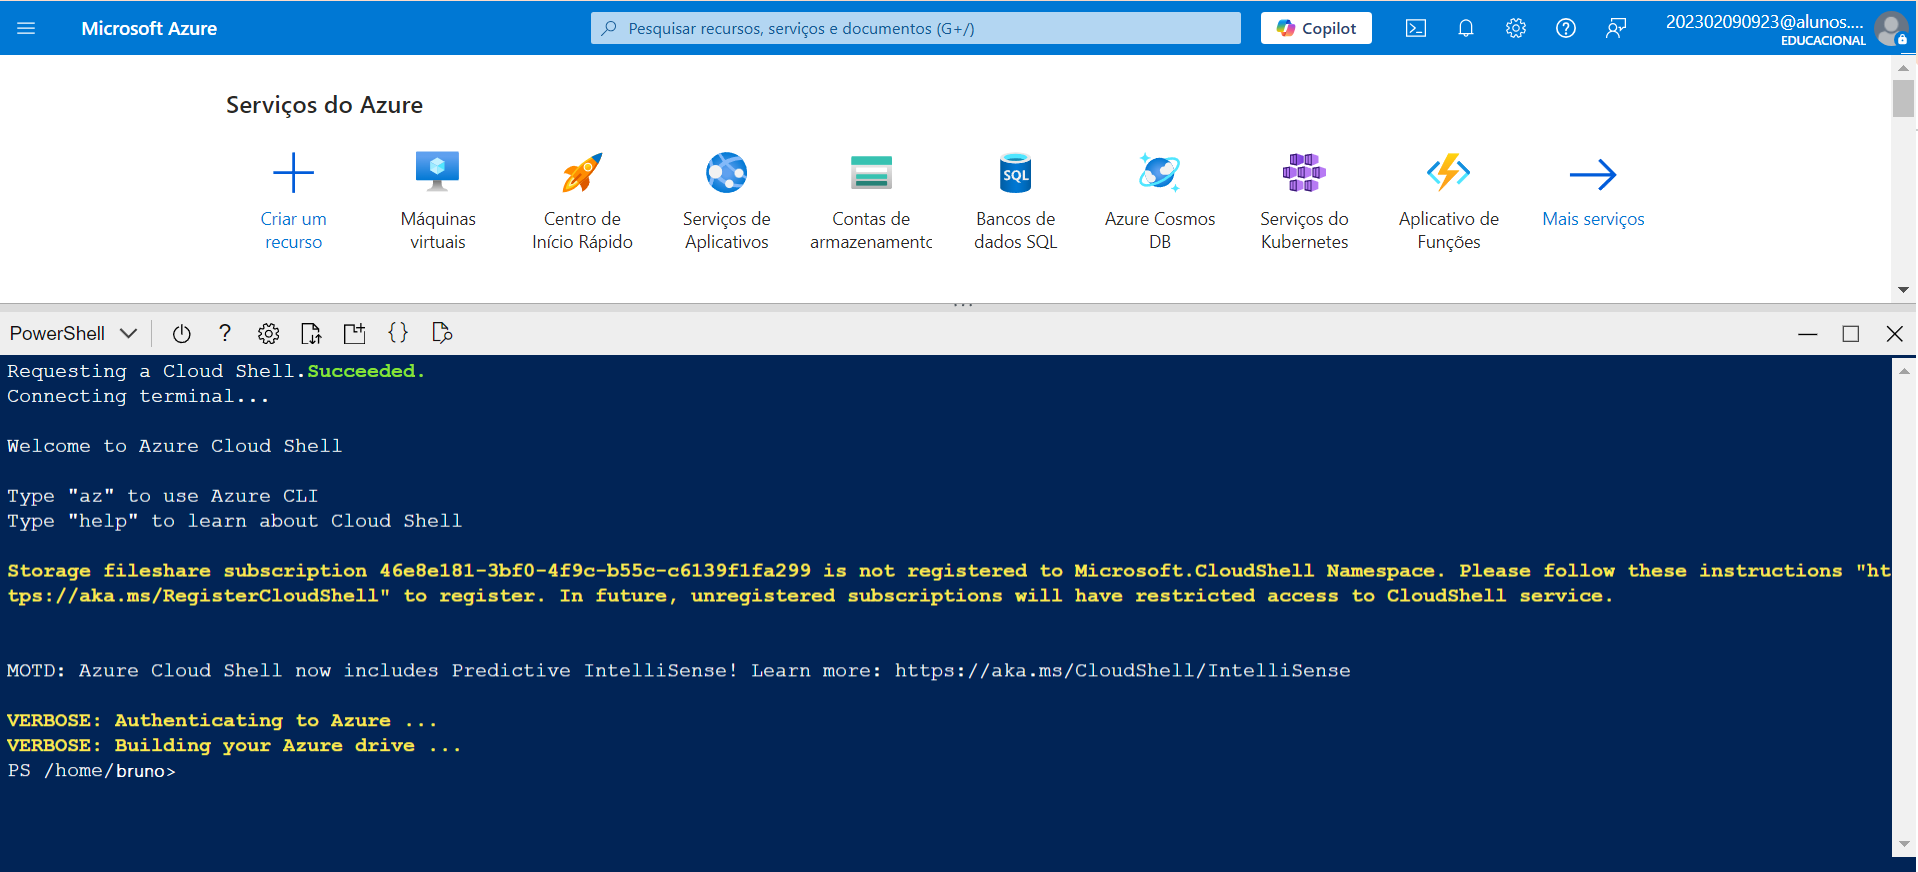 Microsoft Azure
Pesquisar recursos, serviços e documentos (G+/)
Copilot
202302090923@alunos....
EDUCACIONAL
Serviços do Azure
Criar um
recurso
Máquinas
virtuais
Centro de
Início Rápido
Serviços de
Aplicativos
Contas de
armazenamento
SQL
Bancos de
dados SQL
Azure Cosmos
DB
Serviços do
Kubernetes
Aplicativo de
Funções
Mais serviços
PowerShell
Requesting a Cloud Shell.Succeeded.
Connecting terminal...
Welcome to Azure Cloud Shell
Type "az" to use Azure CLI
Type "help" to learn about Cloud Shell
Storage fileshare subscription 46e8e181-3bf0-4f9c-b55c-c6139f1fa299 is not registered to Microsoft.CloudShell Namespace. Please follow these instructions "ht
tps://aka.ms/RegisterCloudShell" to register. In future, unregistered subscriptions will have restricted access to CloudShell service.
MOTD: Azure Cloud Shell now includes Predictive IntelliSense! Learn more: https://aka.ms/CloudShell/IntelliSense
VERBOSE: Authenticating to Azure ...
VERBOSE: Building your Azure drive ...
PS /home/bruno>